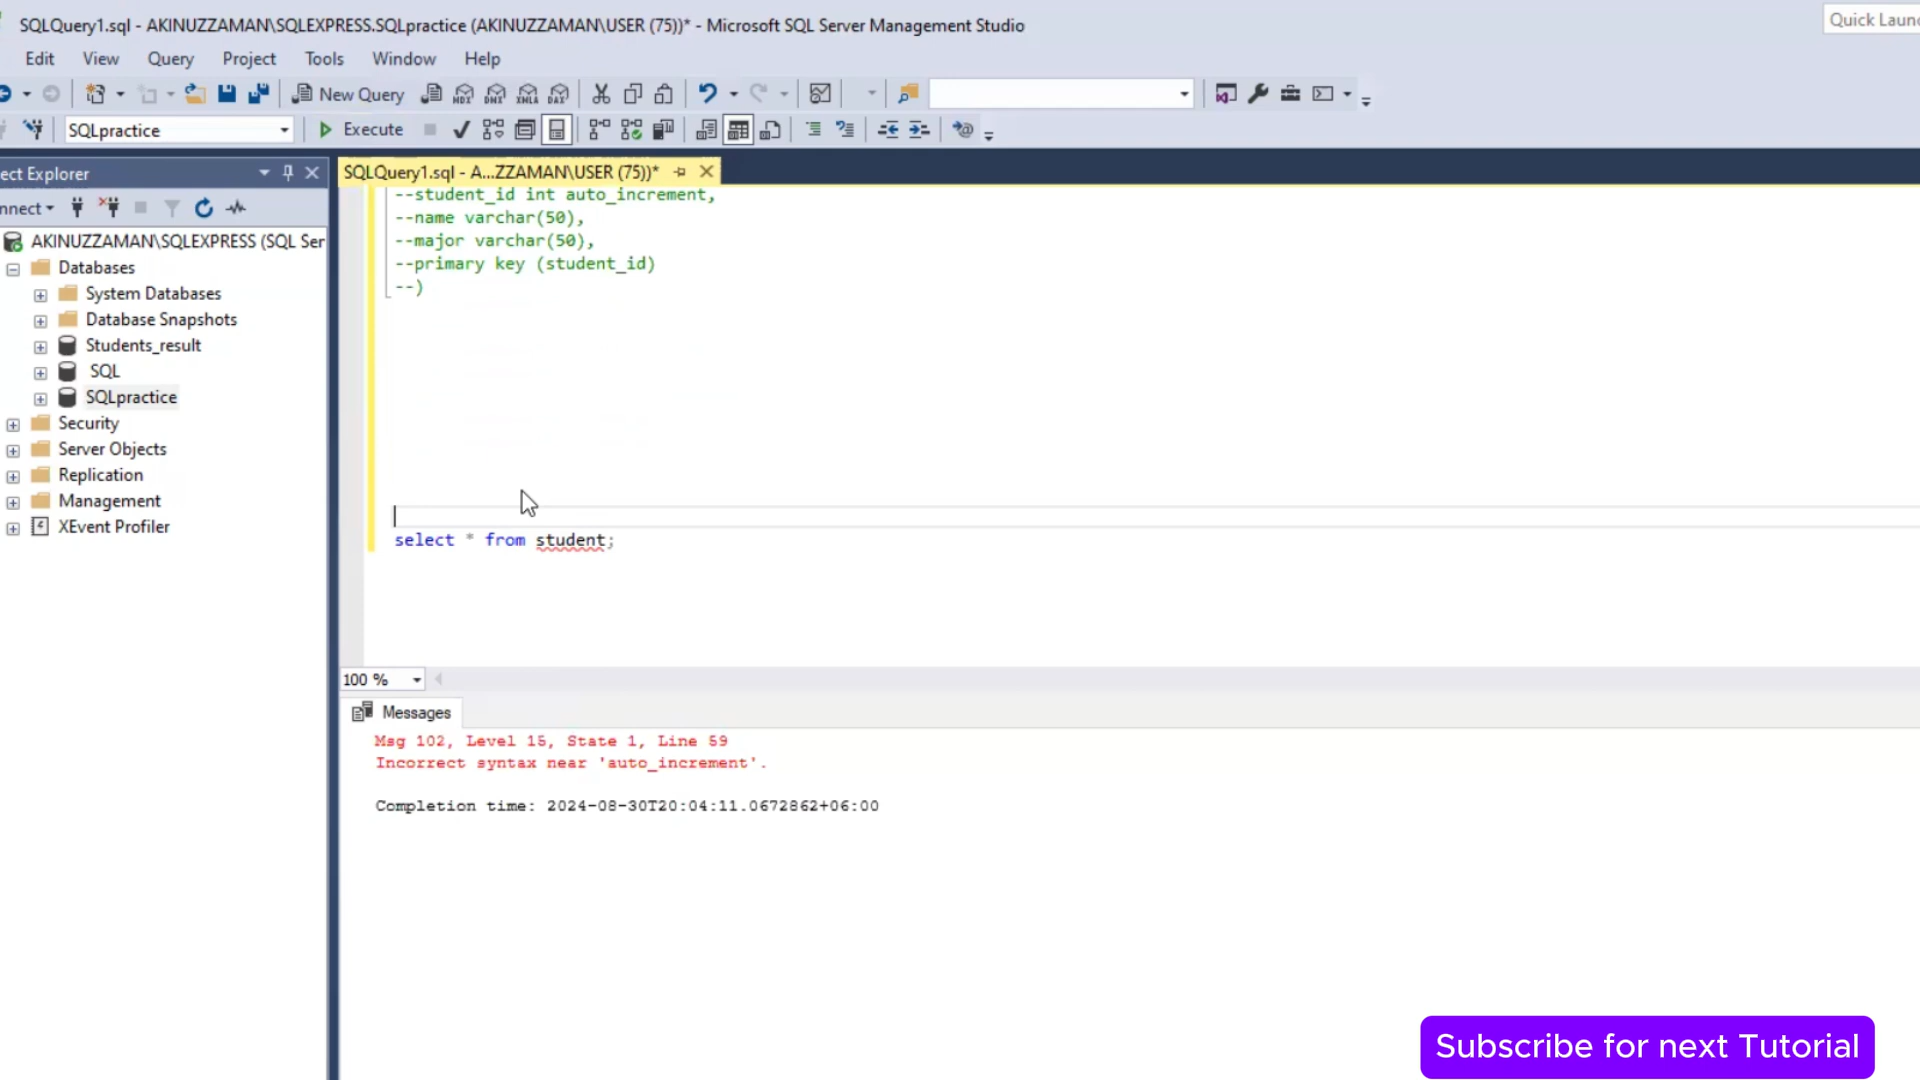 SQLQuery1.sql - AKINUZZAMAN\SQLEXPRESS.SQLpractice (AKINUZZAMAN\USER (75))* - Microsoft SQL Server Management Studio
Quick Laun
Edit View Query Project Tools Window Help
New Query MDX DMX XMLA DAX
SQLpractice Execute
ect Explorer
SQLQuery1.sql - A...ZZAMAN\USER (75))*
nnect
AKINUZZAMAN\SQLEXPRESS (SQL Ser
Databases
System Databases
Database Snapshots
Students_result
SQL
SQLpractice
Security
Server Objects
Replication
Management
XEvent Profiler
--student_id int auto_increment,
--name varchar(50),
--major varchar(50),
--primary key (student_id)
--)
select * from student;
100 %
Messages
Msg 102, Level 15, State 1, Line 59
Incorrect syntax near 'auto_increment'.
Completion time: 2024-08-30T20:04:11.0672862+06:00
Subscribe for next Tutorial